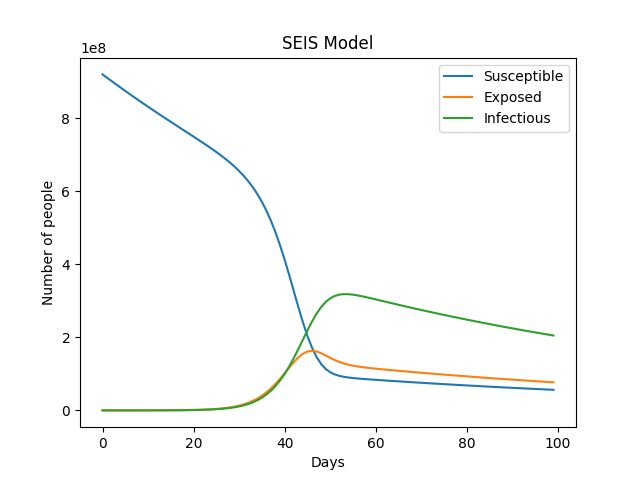 SEIS Model
1e8
Susceptible
Exposed
Infectious
8
6
4
2
0
Number of people
0 20 40 60 80 100
Days